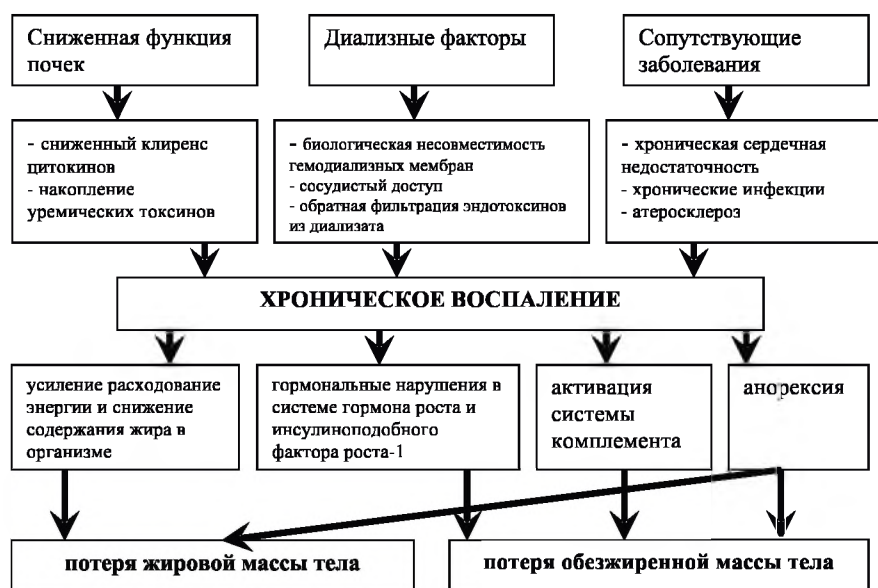 Сниженная функция
почек
Диализные факторы
Сопутствующие
заболевания
- сниженный клиренс
цитокинов
- накопление
уремических токсинов
- биологическая несовместимость
гемодиализных мембран
- сосудистый доступ
- обратная фильтрация эндотоксинов
из диализата
- хроническая сердечная
недостаточность
- хронические инфекции
- атеросклероз
ХРОНИЧЕСКОЕ ВОСПАЛЕНИЕ
усиление расходование
энергии и снижение
содержания жира в
организме
гормональные нарушения в
системе гормона роста и
инсулиноподобного
фактора роста-1
активация
системы
комплемента
анорексия
потеря жировой массы тела
потеря обезжиренной массы тела